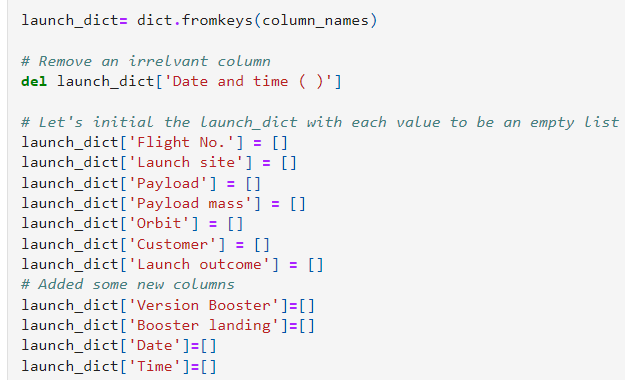 launch_dict= dict.fromkeys(column_names)
# Remove an irrelvant column
del launch_dict['Date and time ( )']
# Let's initial the launch_dict with each value to be an empty list
launch_dict['Flight No.'] = []
launch_dict['Launch site'] = []
launch_dict['Payload'] = []
launch_dict['Payload mass'] = []
launch_dict['Orbit'] = []
launch_dict['Customer'] = []
launch_dict['Launch outcome'] = []
# Added some new columns
launch_dict['Version Booster']=[]
launch_dict['Booster landing']=[]
launch_dict['Date']=[]
launch_dict['Time']=[]